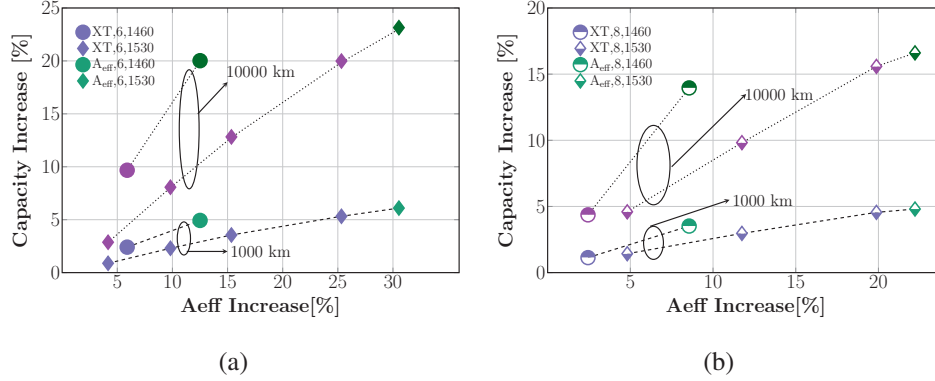 XT,6,1460
XT,6,1530
Aeff,6,1460
Aeff,6,1530
10000 km
1000 km
Capacity Increase [%]
25
20
15
10
5
0
5
10
15
20
25
30
Aeff Increase[%]
(a)
XT,8,1460
XT,8,1530
Aeff,8,1460
Aeff,8,1530
10000 km
1000 km
Capacity Increase [%]
20
15
10
5
0
5
10
15
20
Aeff Increase[%]
(b)